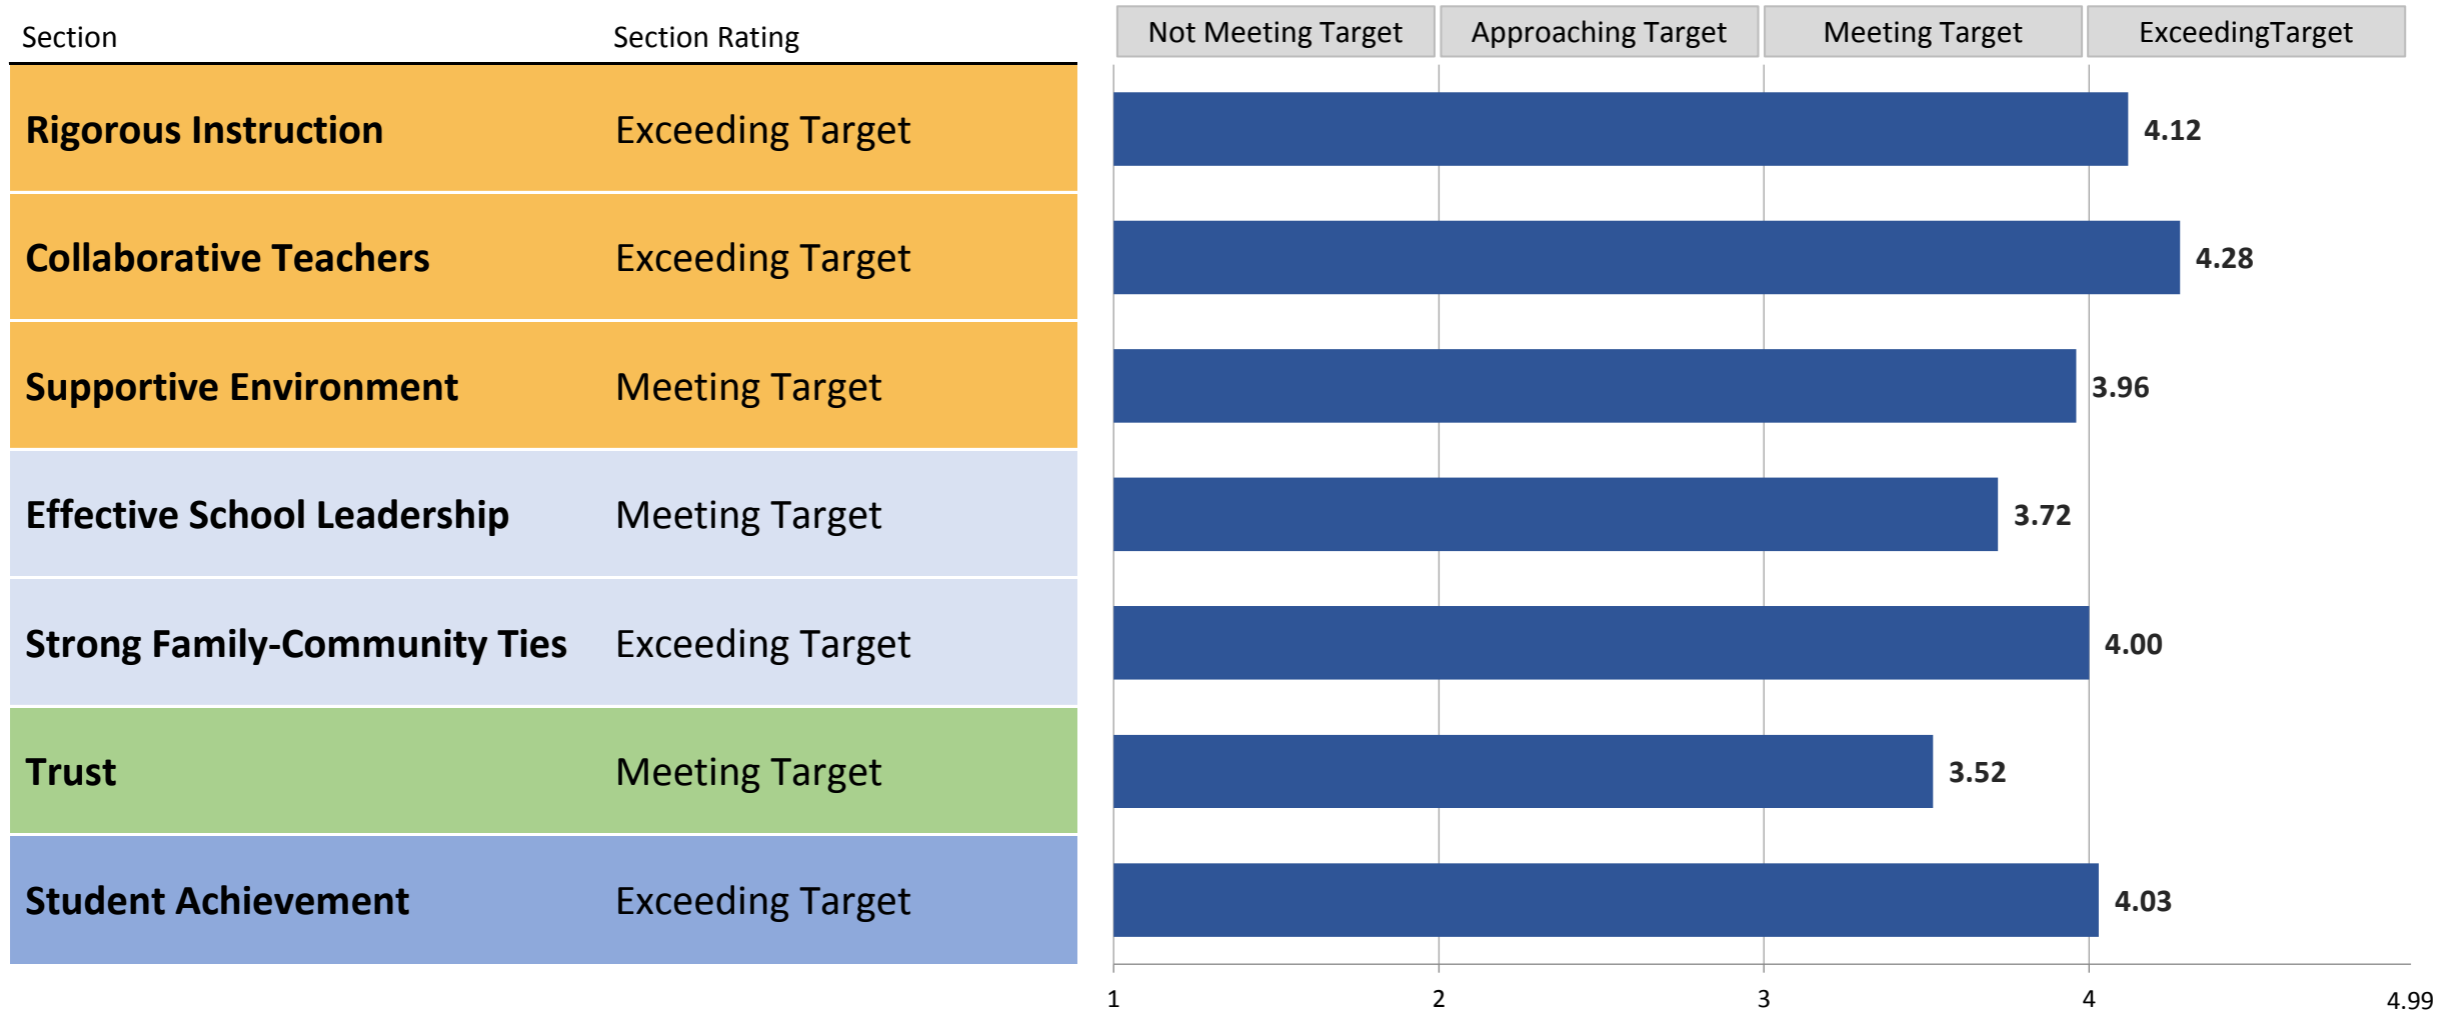 Section Section Rating Not Meeting Target Approaching Target Meeting Target ExceedingTarget
Rigorous Instruction Exceeding Target 4.12
Collaborative Teachers Exceeding Target 4.28
Supportive Environment Meeting Target 3.96
Effective School Leadership Meeting Target 3.72
Strong Family-Community Ties Exceeding Target 4.00
Trust Meeting Target 3.52
Student Achievement Exceeding Target 4.03
1 2 3 4 4.99